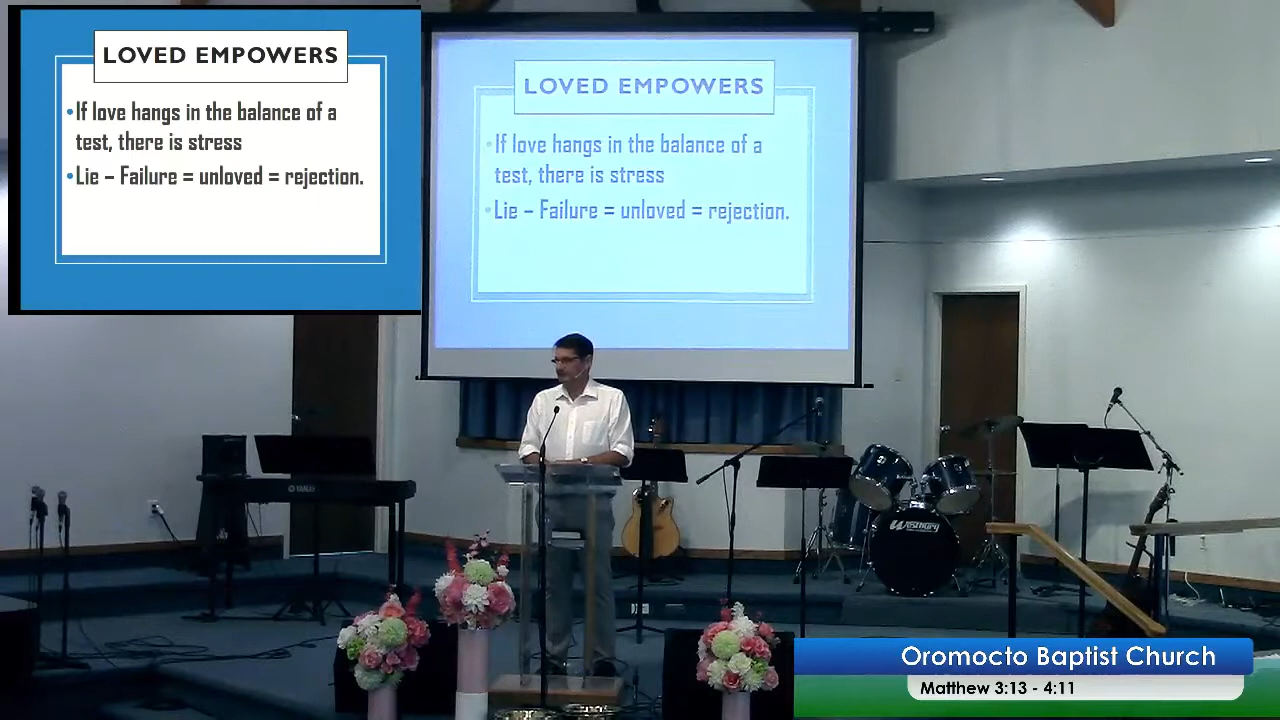 LOVED EMPOWERS
•If love hangs in the balance of a
test, there is stress
•Lie – Failure = unloved = rejection.
LOVED EMPOWERS
•If love hangs in the balance of a
test, there is stress
•Lie – Failure = unloved = rejection.
YAMAHA
Westbury
Oromocto Baptist Church
Matthew 3:13 - 4:11